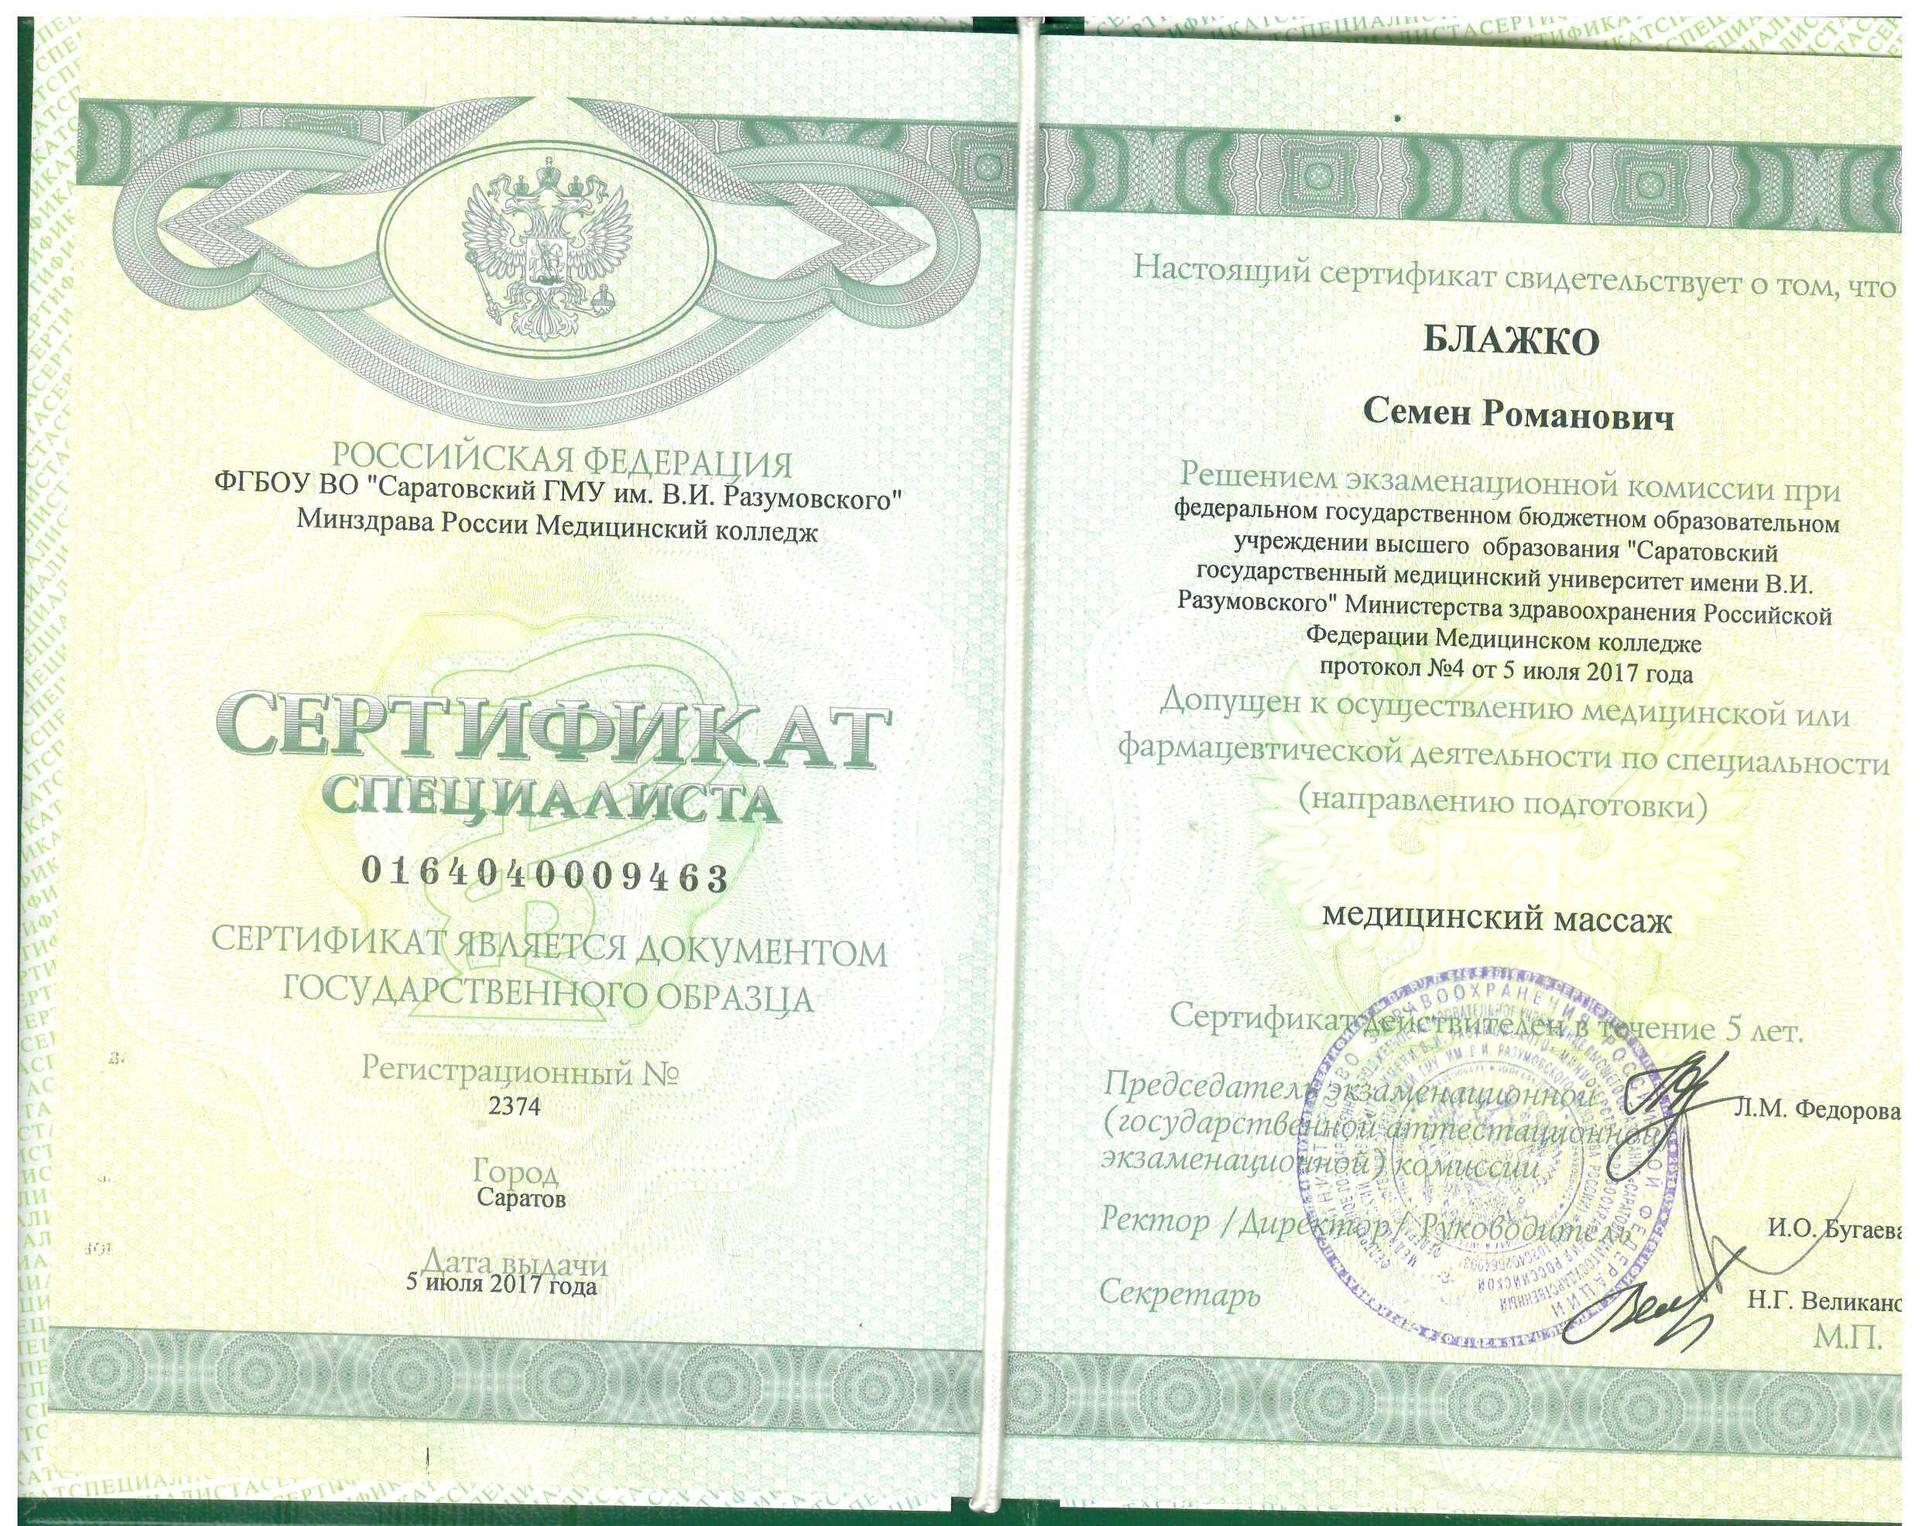 РОССИЙСКАЯ ФЕДЕРАЦИЯ
ФГБОУ ВО "Саратовский ГМУ им. В.И. Разумовского"
Минздрава России Медицинский колледж
СЕРТИФИКАТ
СПЕЦИАЛИСТА
0164040009463
СЕРТИФИКАТ ЯВЛЯЕТСЯ ДОКУМЕНТОМ
ГОСУДАРСТВЕННОГО ОБРАЗЦА
Регистрационный №
2374
Город
Саратов
Дата выдачи
5 июля 2017 года
Настоящий сертификат свидетельствует о том, что
БЛАЖКО
Семен Романович
Решением экзаменационной комиссии при
федеральном государственном бюджетном образовательном
учреждении высшего образования "Саратовский
государственный медицинский университет имени В.И.
Разумовского" Министерства здравоохранения Российской
Федерации Медицинском колледже
протокол №4 от 5 июля 2017 года
Допущен к осуществлению медицинской или
фармацевтической деятельности по специальности
(направлению подготовки)
медицинский массаж
Сертификат действителен в течение 5 лет.
Председатель экзаменационной
(государственной аттестационной
экзаменационной) комиссии
Л.М. Федорова
Ректор /Директор/ Руководитель
И.О. Бугаева
Секретарь
Н.Г. Великанс
М.П.